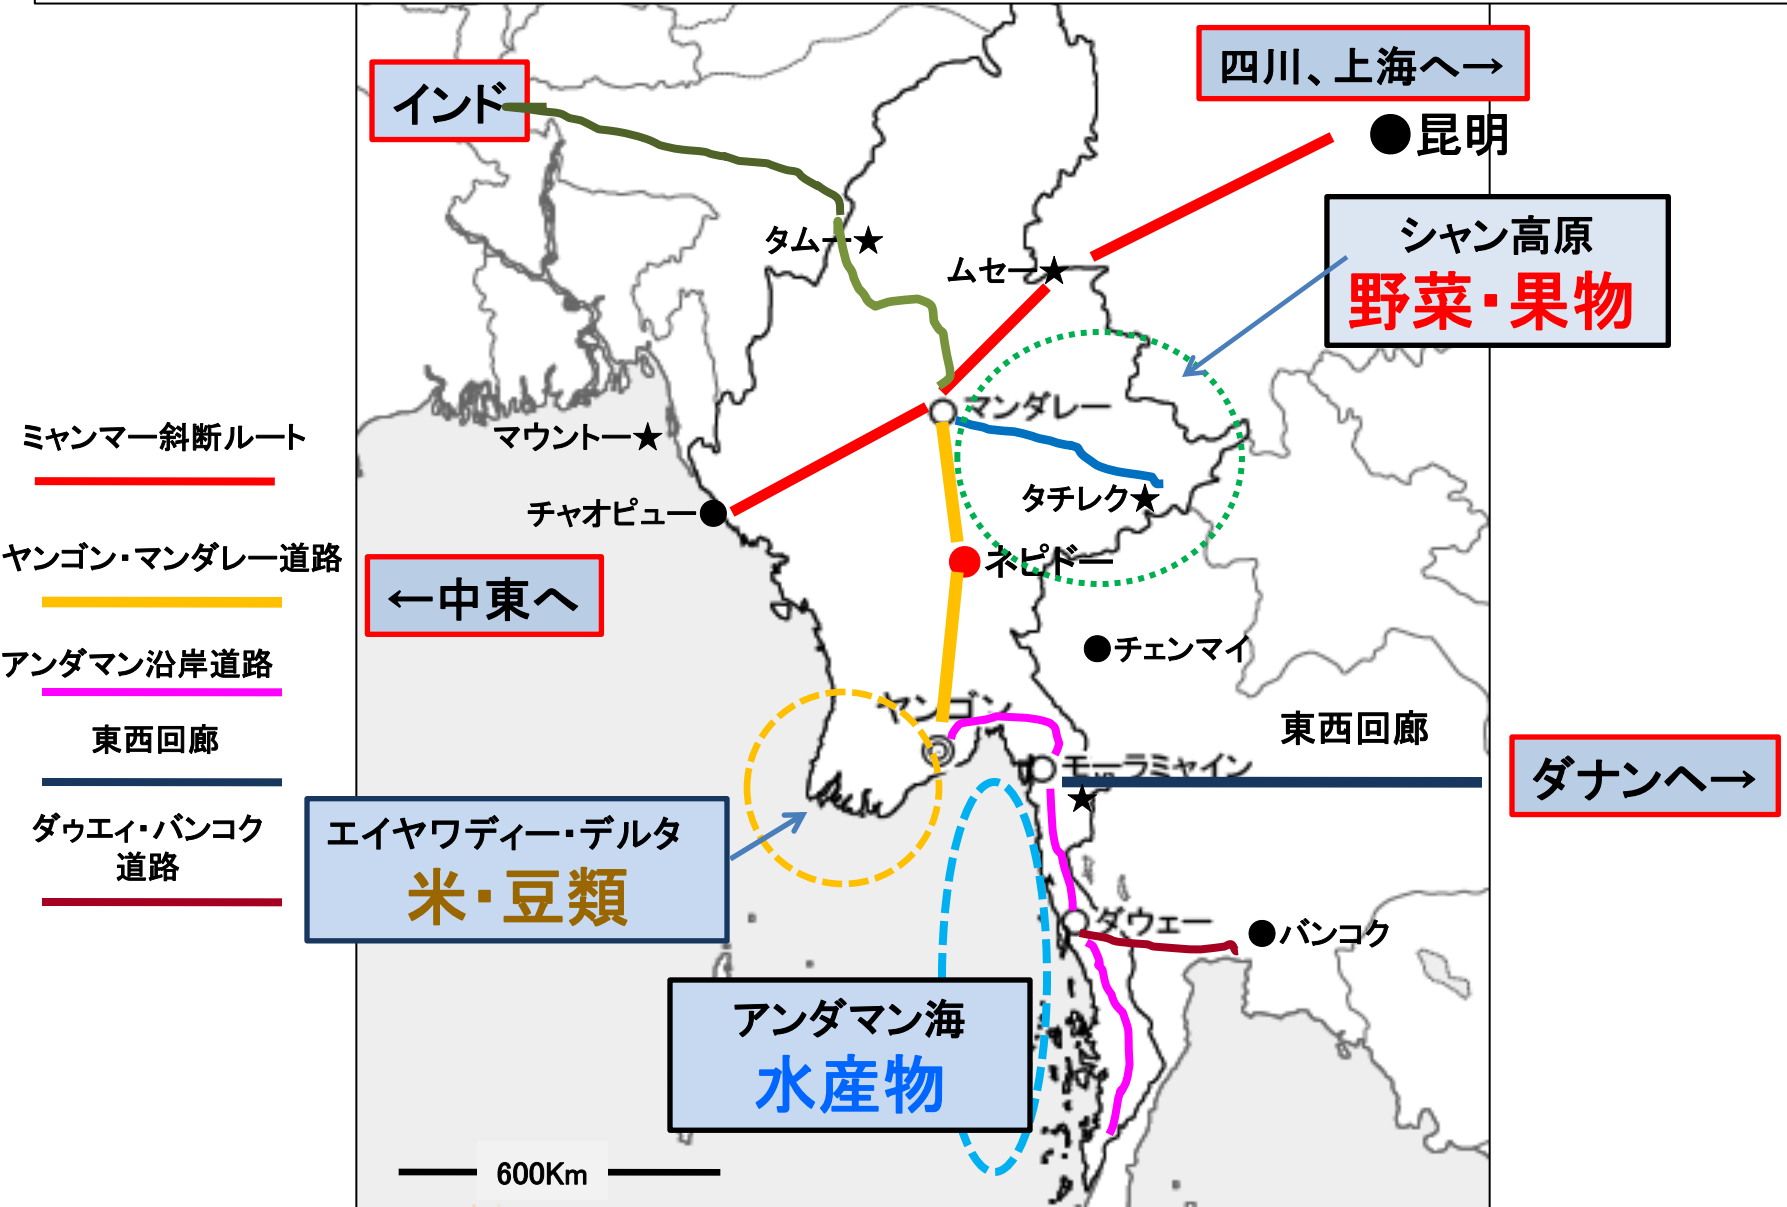 四川、上海へ→
インド
●昆明
シャン高原
野菜・果物
タムー★
ムセー★
マンダレー
マウントー★
ミャンマー斜断ルート
タチレク★
チャオピュー
ヤンゴン・マンダレー道路
ネピドー
←中東へ
チェンマイ
アンダマン沿岸道路
ヤンゴン
東西回廊
東西回廊
モーラミャイン
ダナンへ→
★
エイヤワディー・デルタ
米・豆類
ダゥエィ・バンコク
道路
ダウェー
バンコク
アンダマン海
水産物
600Km